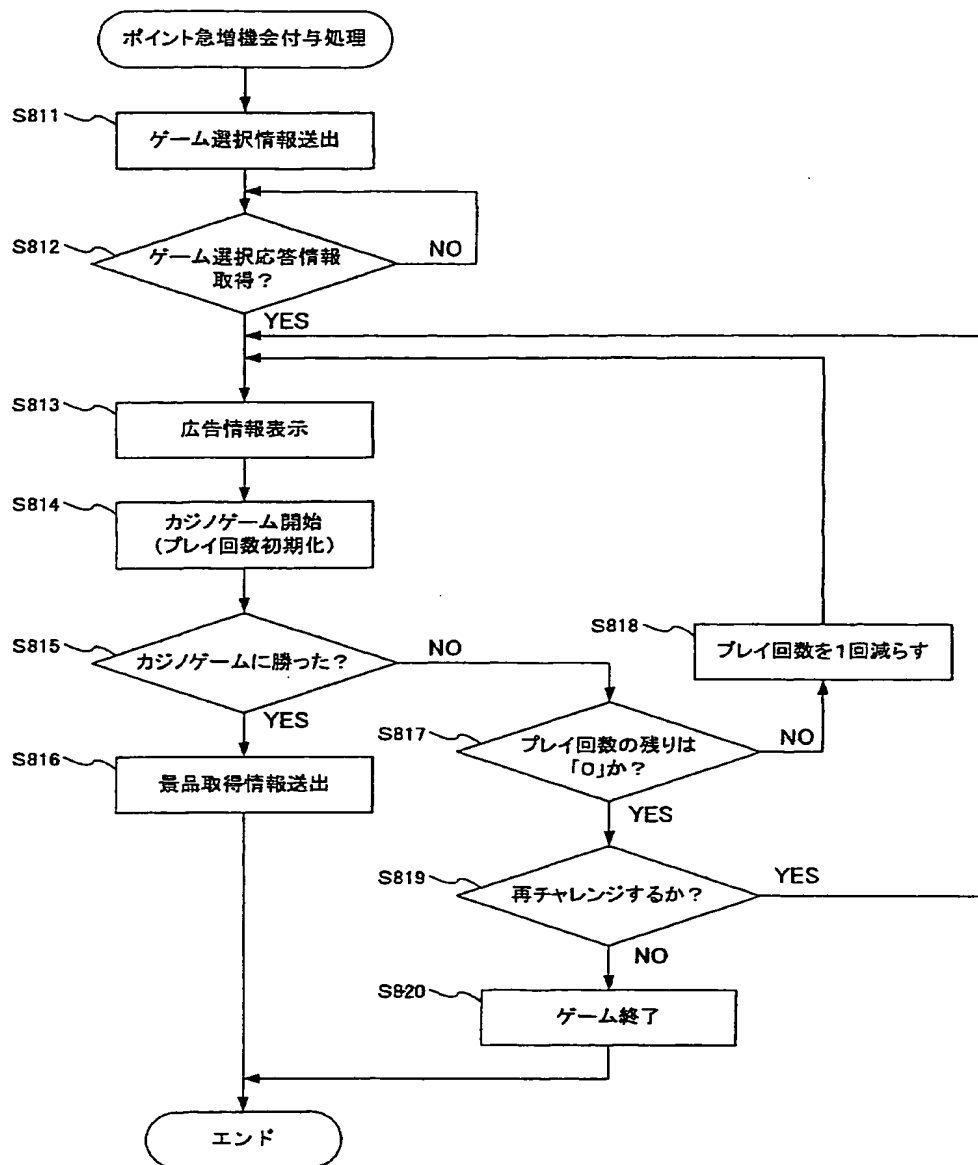 ポイント急増機会付与処理
S811
ゲーム選択情報送出
S812
ゲーム選択応答情報
取得？
NO
YES
S813
広告情報表示
S814
カジノゲーム開始
(プレイ回数初期化)
S815
カジノゲームに勝った？
NO
YES
S818
プレイ回数を1回減らす
S816
景品取得情報送出
S817
プレイ回数の残りは
「0」か？
NO
YES
S819
再チャレンジするか？
YES
NO
S820
ゲーム終了
エンド